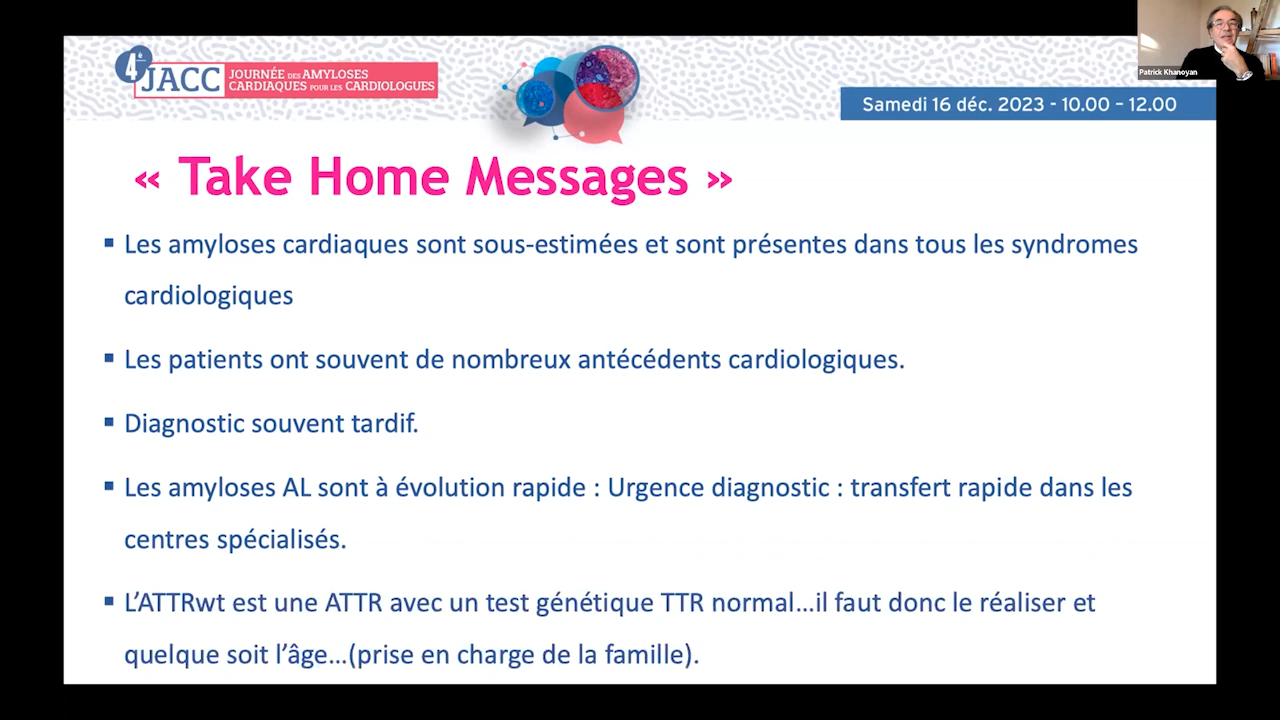 4e
JACC
JOURNÉE DES AMYLOSES
CARDIAQUES POUR LES CARDIOLOGUES
Samedi 16 déc. 2023 - 10.00 – 12.00
Patrick Khanoyan
« Take Home Messages »
▪ Les amyloses cardiaques sont sous-estimées et sont présentes dans tous les syndromes
cardiologiques
▪ Les patients ont souvent de nombreux antécédents cardiologiques.
▪ Diagnostic souvent tardif.
▪ Les amyloses AL sont à évolution rapide : Urgence diagnostic : transfert rapide dans les
centres spécialisés.
▪ L’ATTRwt est une ATTR avec un test génétique TTR normal…il faut donc le réaliser et
quelque soit l’âge…(prise en charge de la famille).